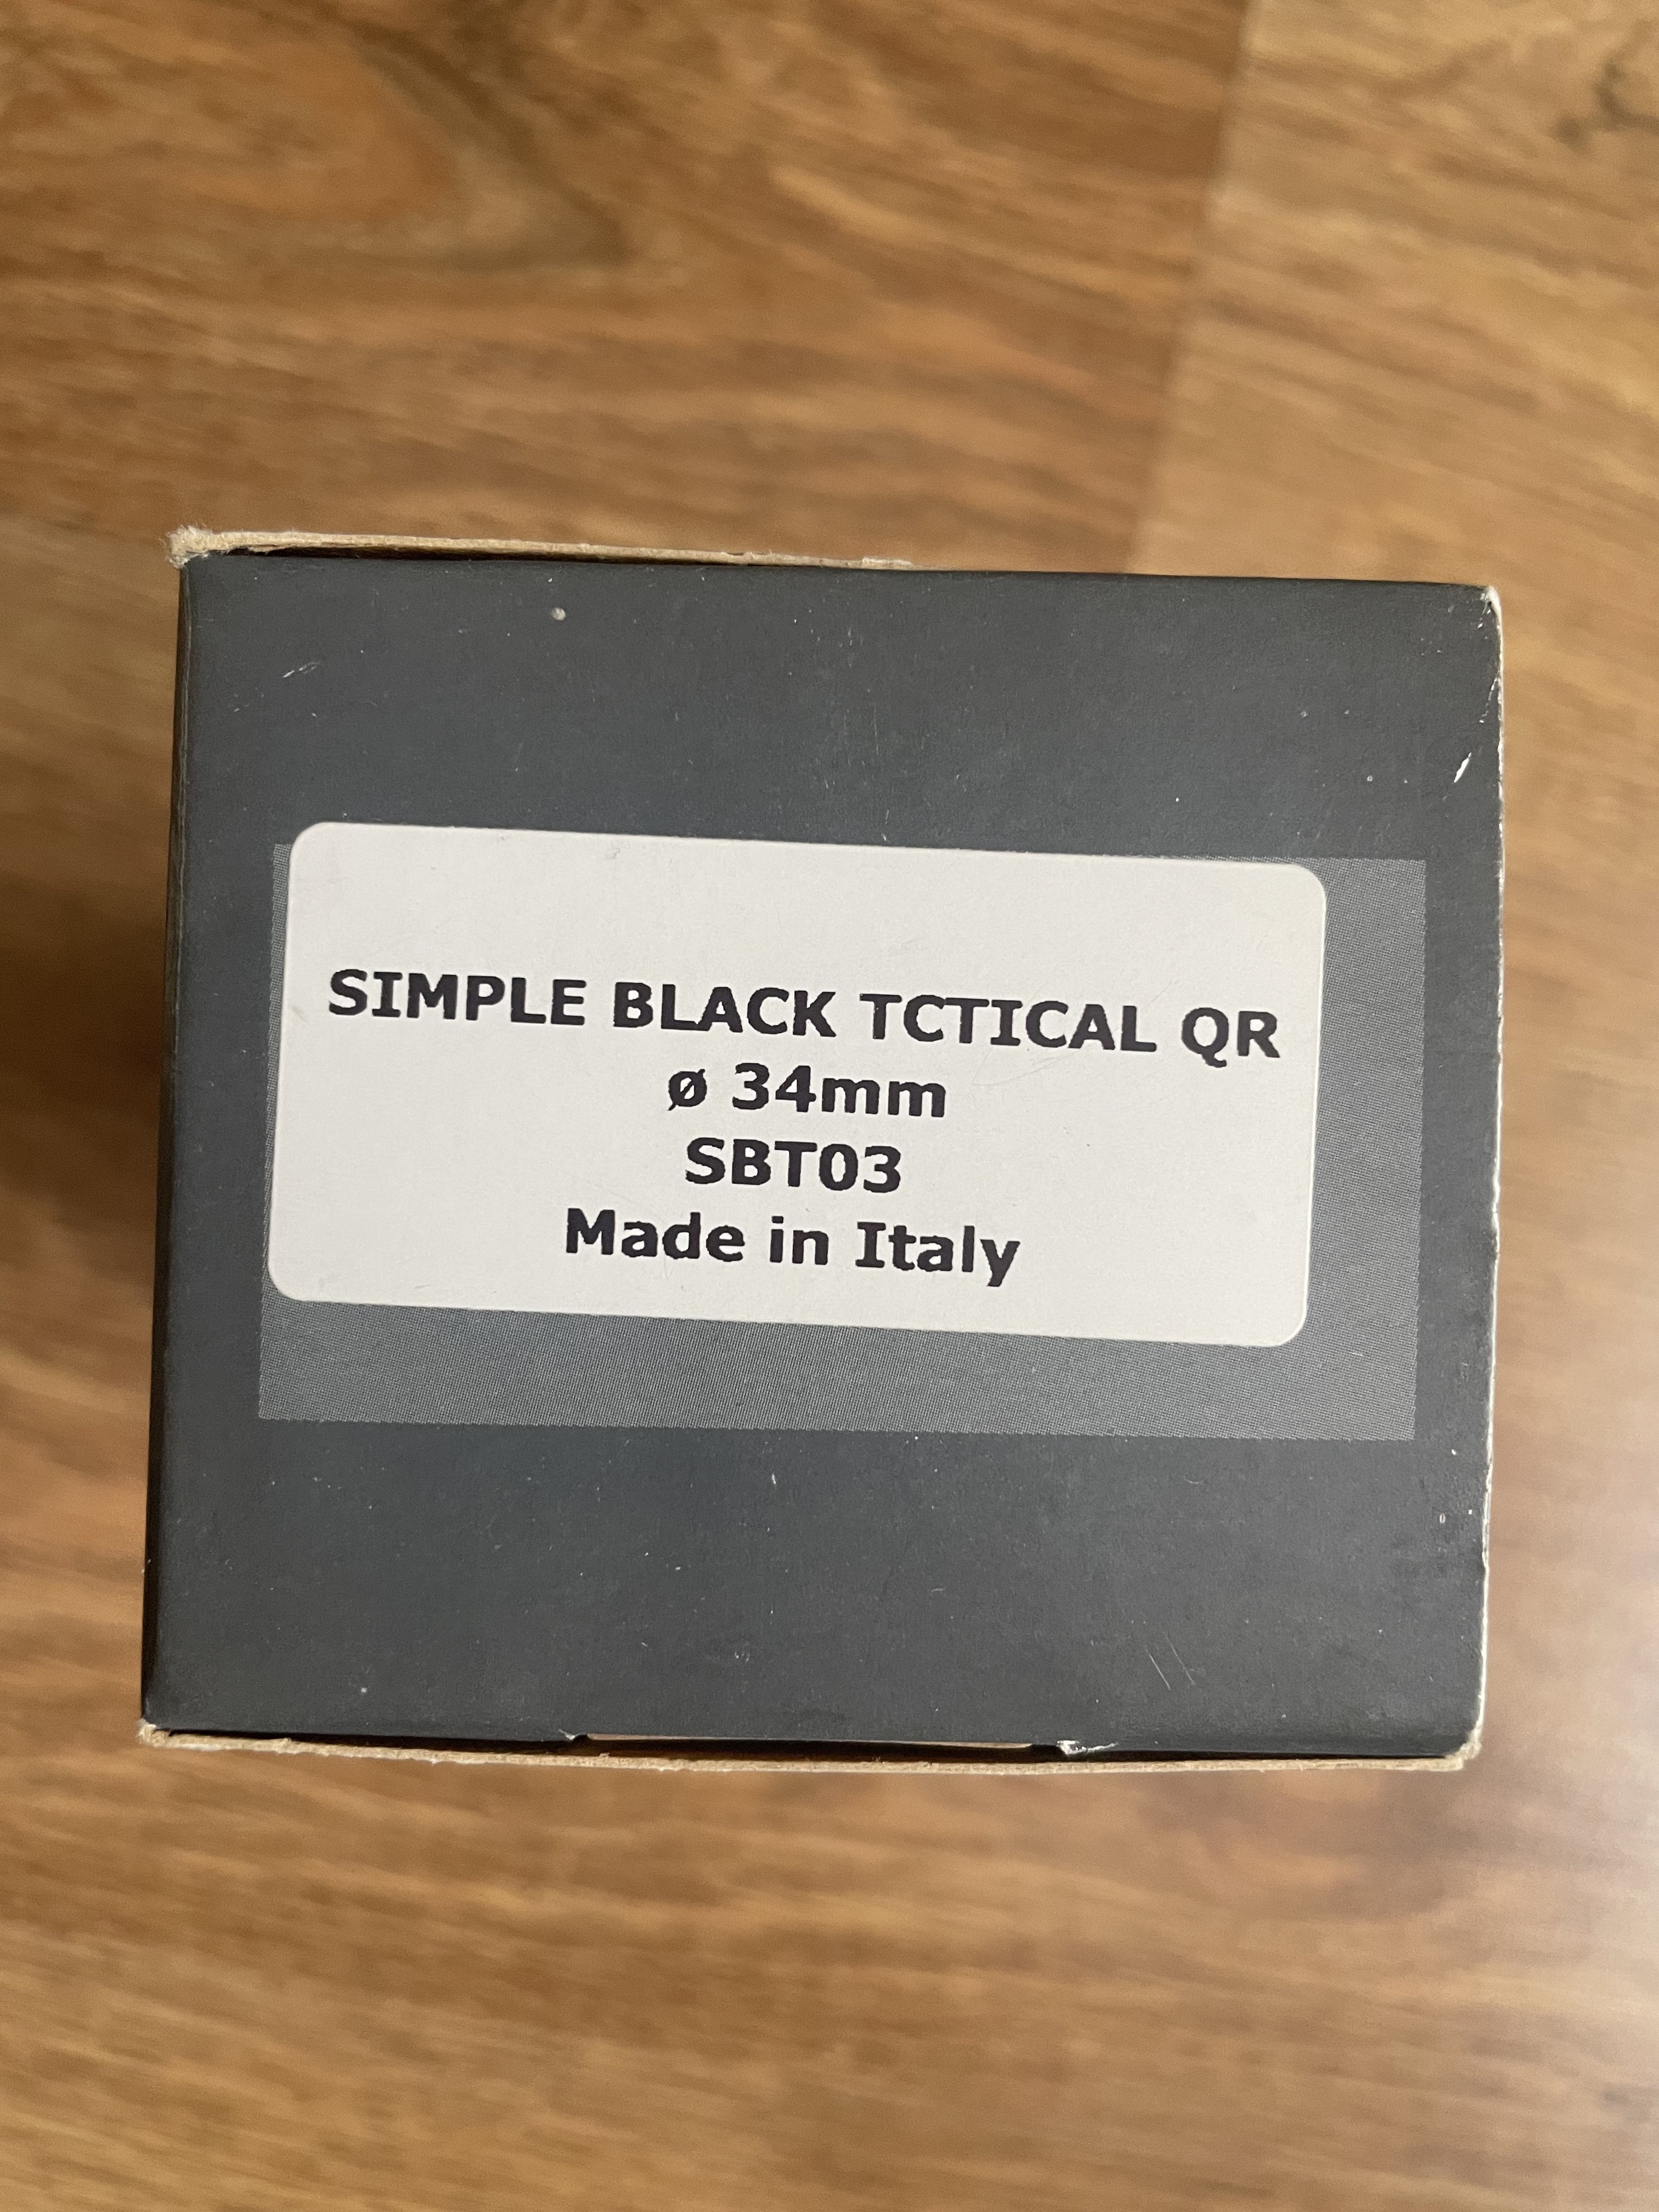 SIMPLE BLACK TCTICAL QR
ø 34mm
SBT03
Made in Italy